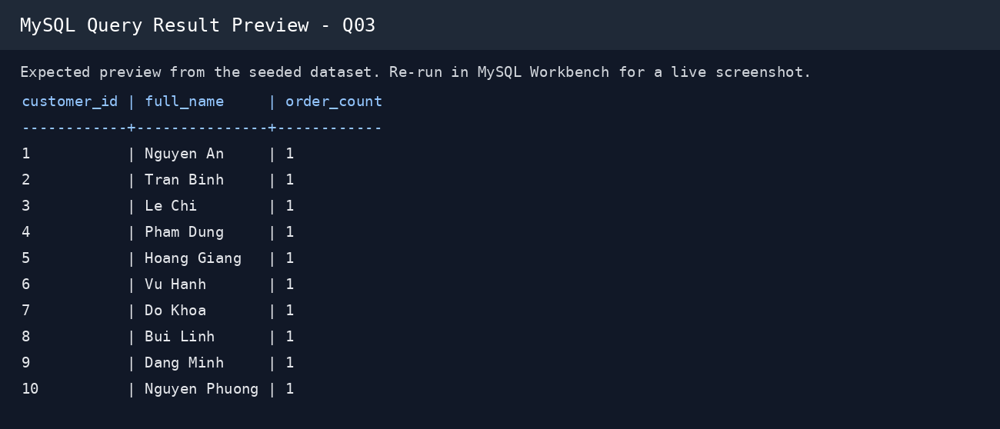 MySQL Query Result Preview - Q03
Expected preview from the seeded dataset. Re-run in MySQL Workbench for a live screenshot.
customer_id | full_name     | order_count
------------+---------------+------------
1           | Nguyen An     | 1
2           | Tran Binh     | 1
3           | Le Chi        | 1
4           | Pham Dung     | 1
5           | Hoang Giang   | 1
6           | Vu Hanh       | 1
7           | Do Khoa       | 1
8           | Bui Linh      | 1
9           | Dang Minh     | 1
10          | Nguyen Phuong | 1